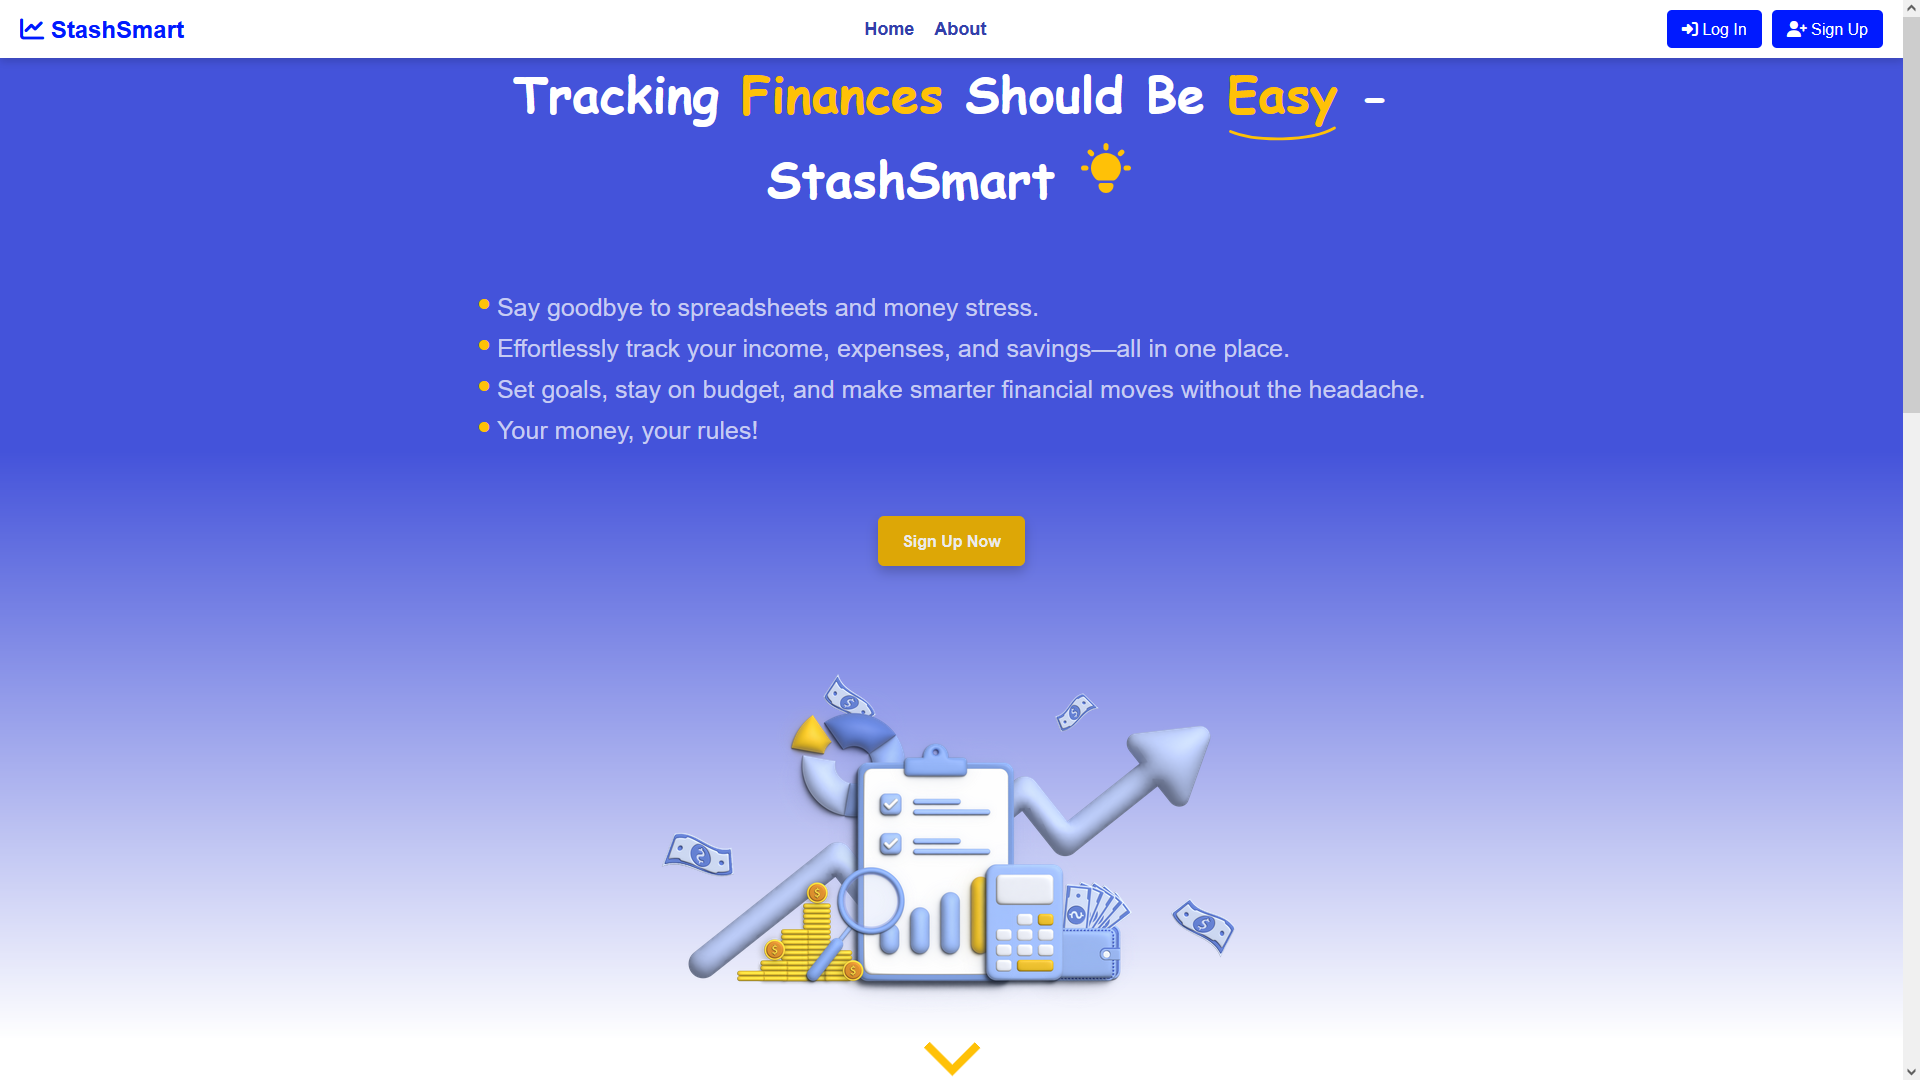 StashSmart
Home About
Log In Sign Up
Tracking Finances Should Be Easy -
StashSmart
Say goodbye to spreadsheets and money stress.
Effortlessly track your income, expenses, and savings—all in one place.
Set goals, stay on budget, and make smarter financial moves without the headache.
Your money, your rules!
Sign Up Now